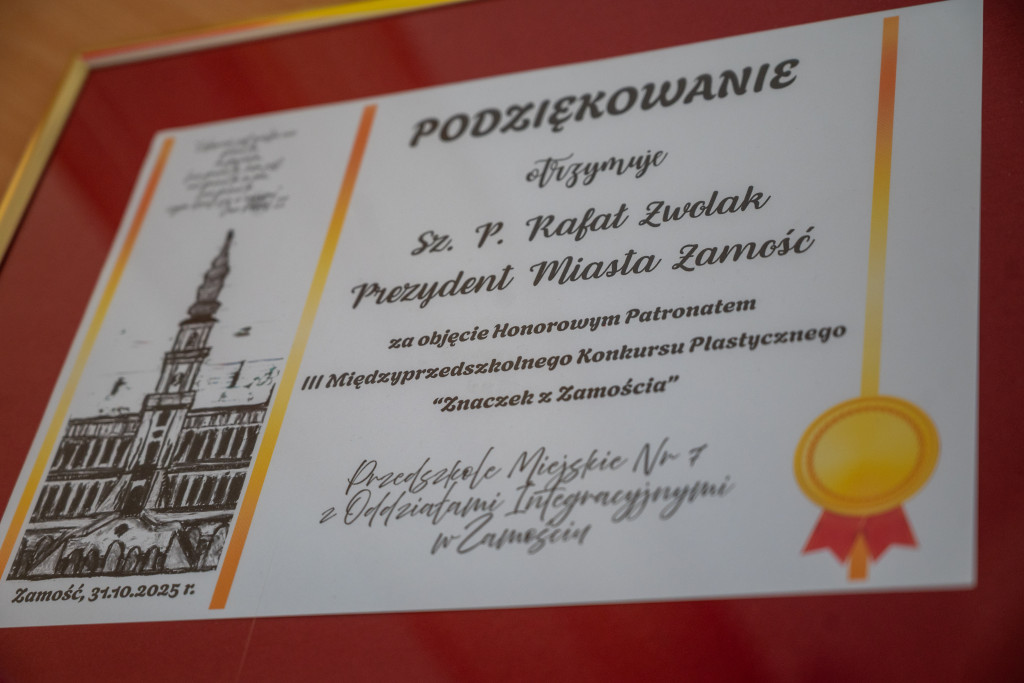 PODZIĘKOWANIE
otrzymuje
Sz. P. Rafał Zwolak
Prezydent Miasta Zamość
za objęcie Honorowym Patronatem
III Międzyprzedszkolnego Konkursu Plastycznego
“Znaczek z Zamościa”
Przedszkole Miejskie Nr 7
z Oddziałami Integracyjnymi
w Zamościu
Zamość, 31.10.2025 r.